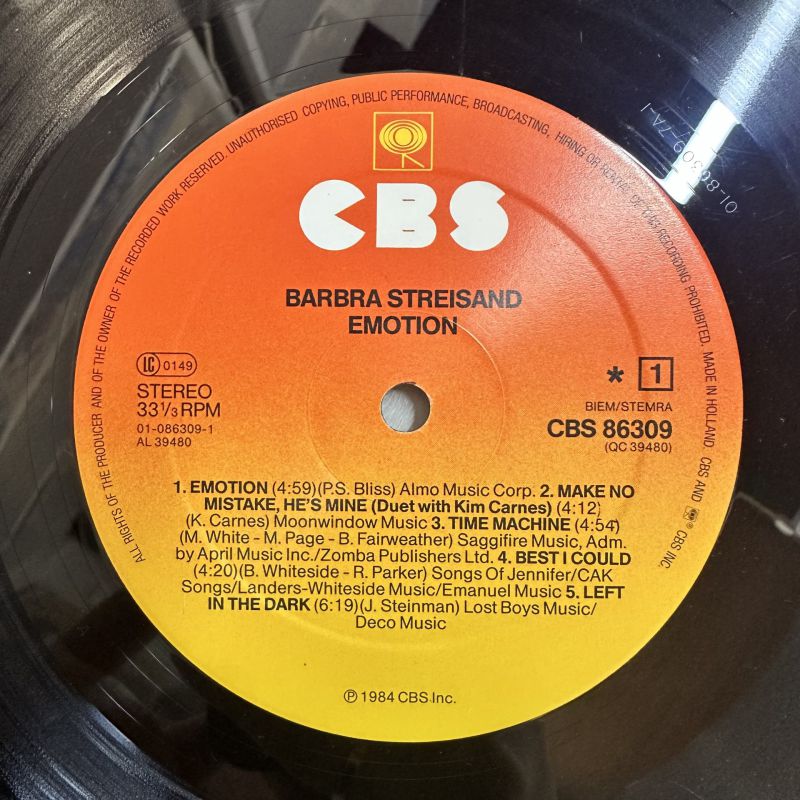 ALL RIGHTS OF THE PRODUCER AND OF THE OWNER OF THE RECORDED WORK RESERVED. UNAUTHORISED COPYING, PUBLIC PERFORMANCE, BROADCASTING, HIRING OR RENTAL OF THIS RECORDING PROHIBITED. MADE IN HOLLAND. CBS AND ® CBS INC.
CBS
BARBRA STREISAND
EMOTION
LC 0149
STEREO
33 1/3 RPM
01-086309-1
AL 39480
* 1
BIEM/STEMRA
CBS 86309
(QC 39480)
1. EMOTION (4:59)(P.S. Bliss) Almo Music Corp. 2. MAKE NO
MISTAKE, HE'S MINE (Duet with Kim Carnes) (4:12)
(K. Carnes) Moonwindow Music 3. TIME MACHINE (4:54)
(M. White - M. Page - B. Fairweather) Saggifire Music, Adm.
by April Music Inc./Zomba Publishers Ltd. 4. BEST I COULD
(4:20)(B. Whiteside - R. Parker) Songs Of Jennifer/CAK
Songs/Landers-Whiteside Music/Emanuel Music 5. LEFT
IN THE DARK (6:19)(J. Steinman) Lost Boys Music/
Deco Music
℗ 1984 CBS Inc.